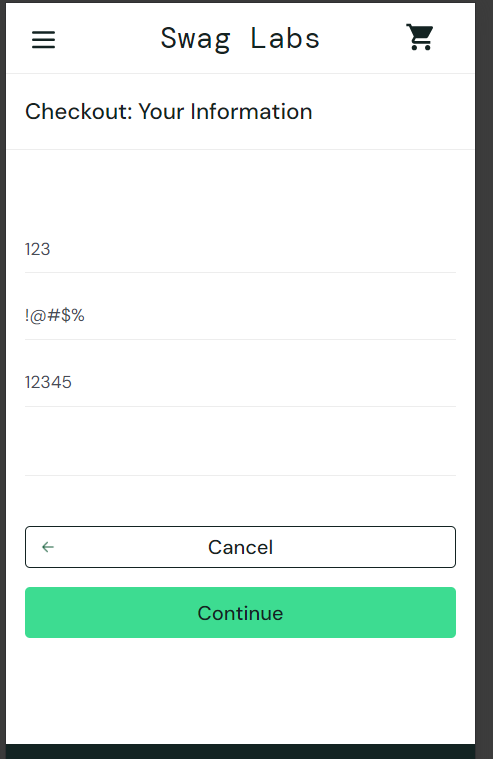 Swag Labs
Checkout: Your Information
123
!@#$%
12345
Cancel
Continue